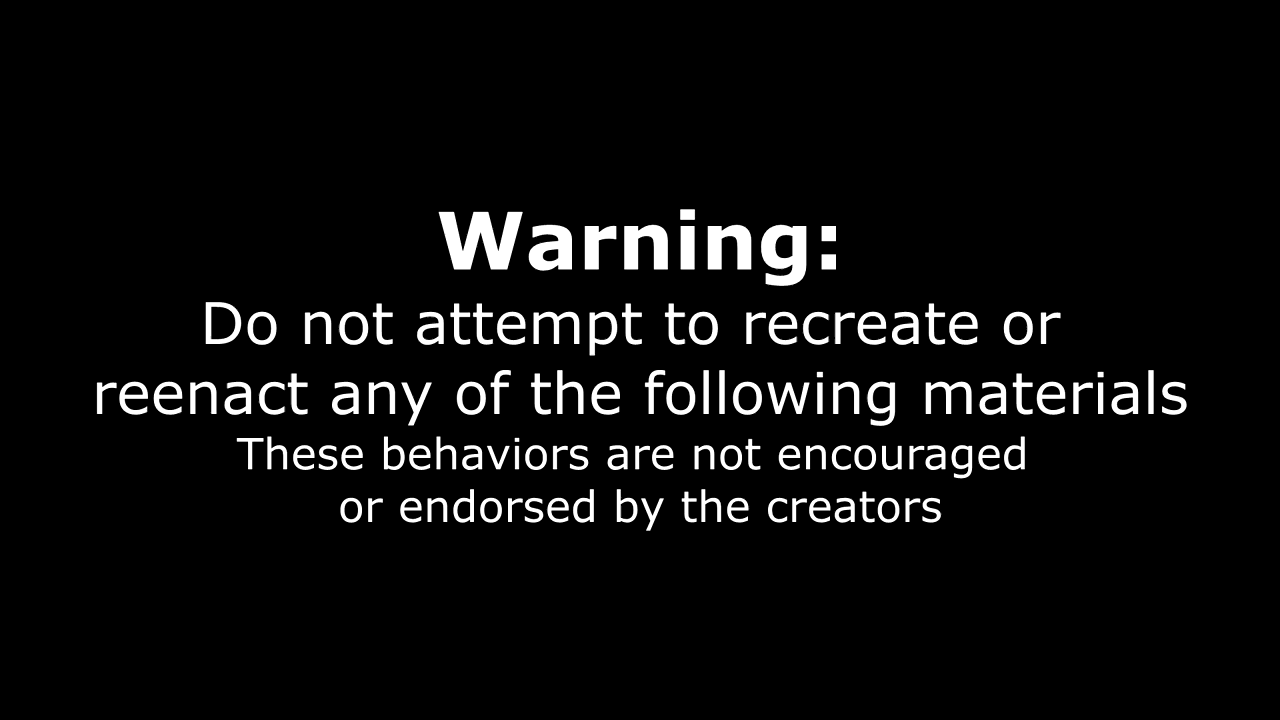 Warning:
Do not attempt to recreate or
reenact any of the following materials
These behaviors are not encouraged
or endorsed by the creators